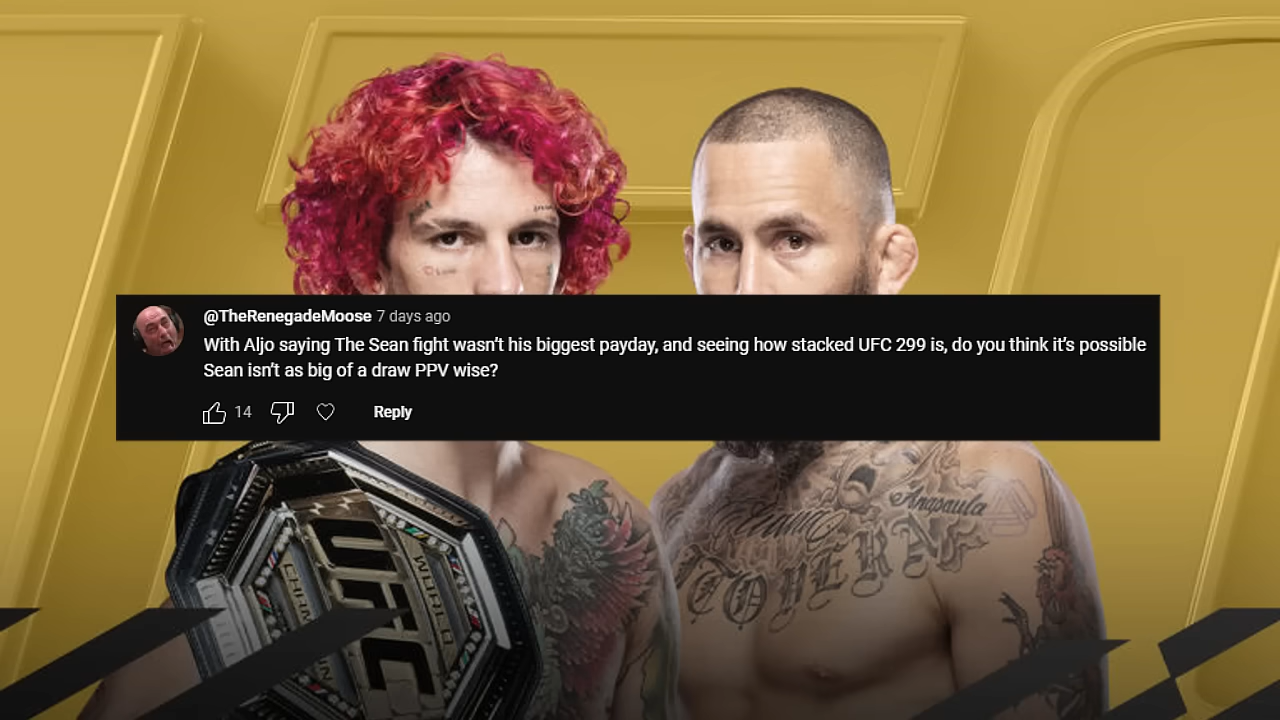 @TheRenegadeMoose 7 days ago
With Aljo saying The Sean fight wasn't his biggest payday, and seeing how stacked UFC 299 is, do you think it's possible
Sean isn't as big of a draw PPV wise?
14 Reply
Anapaula
UFC
WORLD